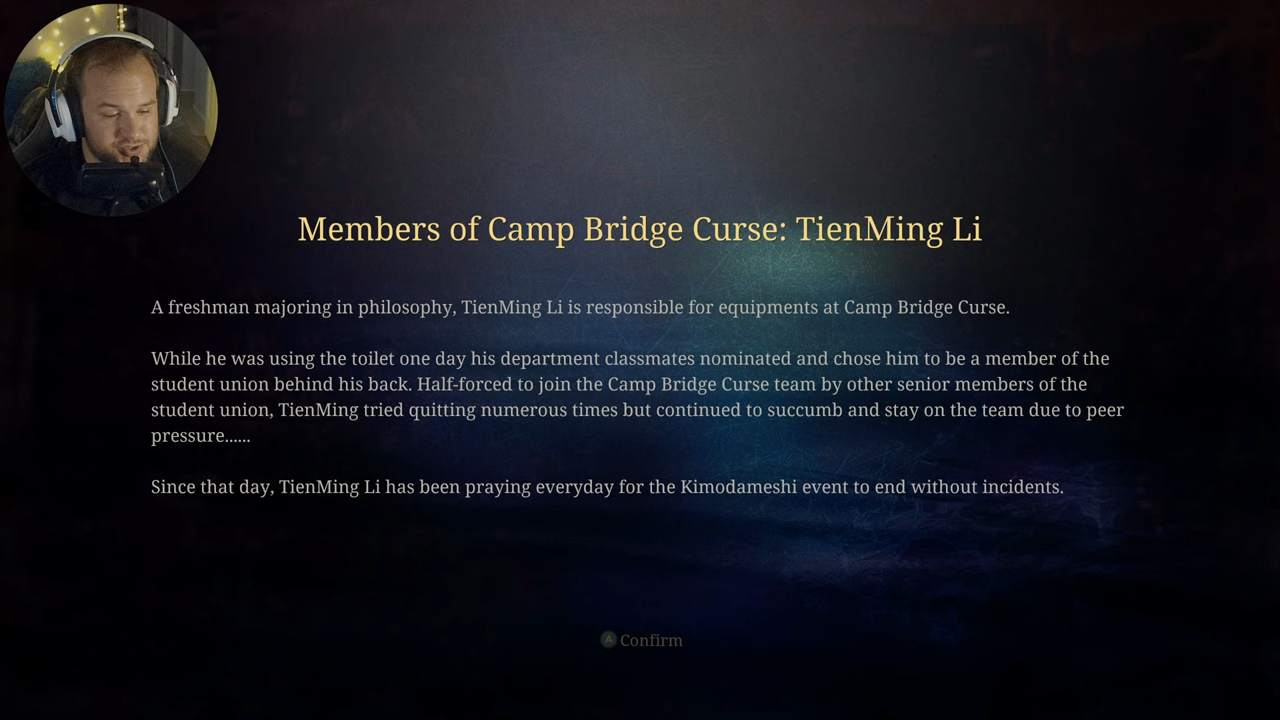 Members of Camp Bridge Curse: TienMing Li
A freshman majoring in philosophy, TienMing Li is responsible for equipments at Camp Bridge Curse.
While he was using the toilet one day his department classmates nominated and chose him to be a member of the
student union behind his back. Half-forced to join the Camp Bridge Curse team by other senior members of the
student union, TienMing tried quitting numerous times but continued to succumb and stay on the team due to peer
pressure......
Since that day, TienMing Li has been praying everyday for the Kimodameshi event to end without incidents.
A Confirm